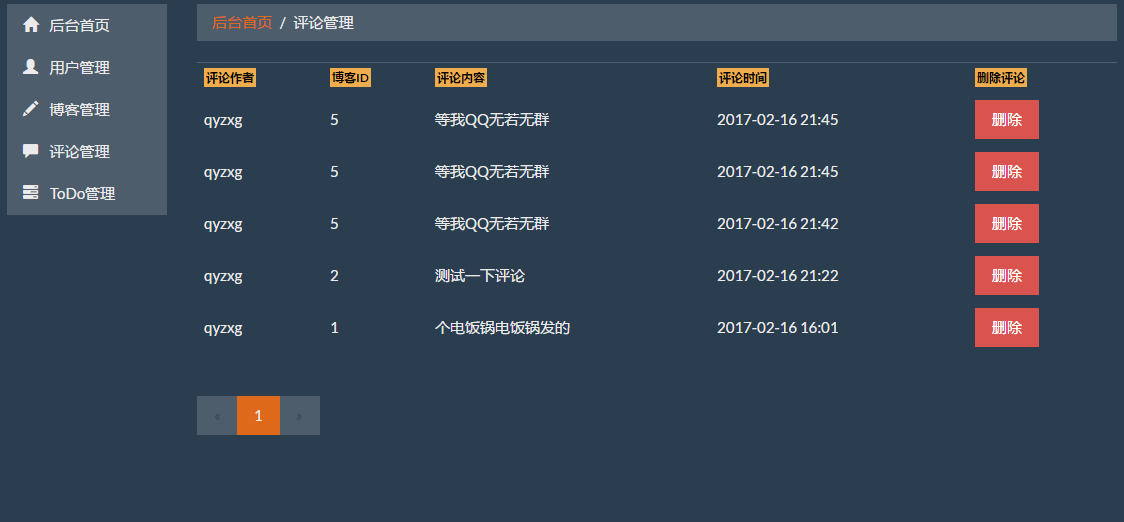 后台首页
用户管理
博客管理
评论管理
ToDo管理
后台首页 / 评论管理
评论作者 博客ID 评论内容 评论时间 删除评论
qyzxg 5 等我QQ无若无群 2017-02-16 21:45 删除
qyzxg 5 等我QQ无若无群 2017-02-16 21:45 删除
qyzxg 5 等我QQ无若无群 2017-02-16 21:42 删除
qyzxg 2 测试一下评论 2017-02-16 21:22 删除
qyzxg 1 个电饭锅电饭锅发的 2017-02-16 16:01 删除
« 1 »